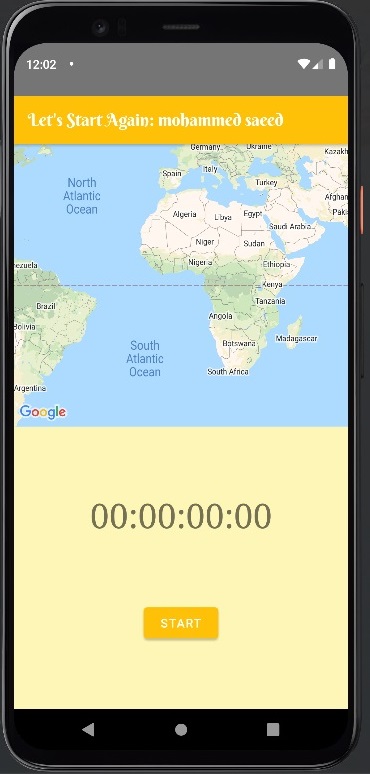 12:02
Let's Start Again: mohammed saeed
Germany
Ukraine
Kazakh
North
Atlantic
Ocean
Spain
Italy
Turkey
Afghan
Pakis
Algeria
Libya
Egypt
Saudi Arabia
Niger
Sudan
Nigeria
Ethiopia
ezuela
Kenya
Brazil
Tanzania
Bolivia
Angola
Botswana
Madagascar
South
Atlantic
Ocean
South Africa
Argentina
Google
00:00:00:00
START